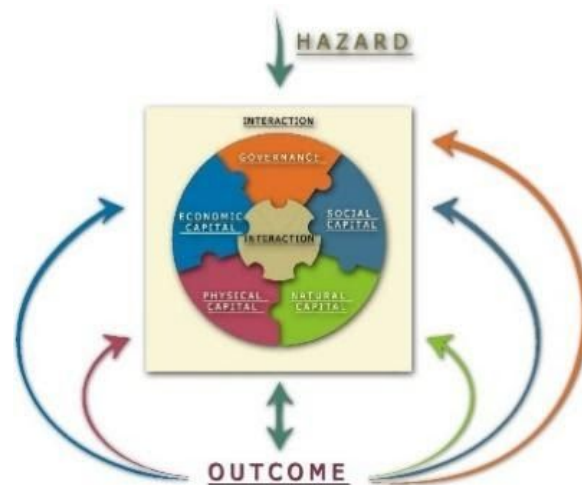 HAZARD
INTERACTION
GOVERNANCE
ECONOMIC
CAPITAL
SOCIAL
CAPITAL
INTERACTION
PHYSICAL
CAPITAL
NATURAL
CAPITAL
OUTCOME